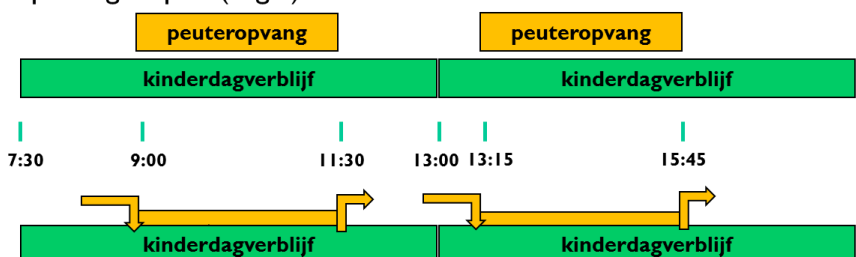 peuteropvang peuteropvang
kinderdagverblijf kinderdagverblijf
7:30 9:00 11:30 13:00 13:15 15:45
kinderdagverblijf kinderdagverblijf